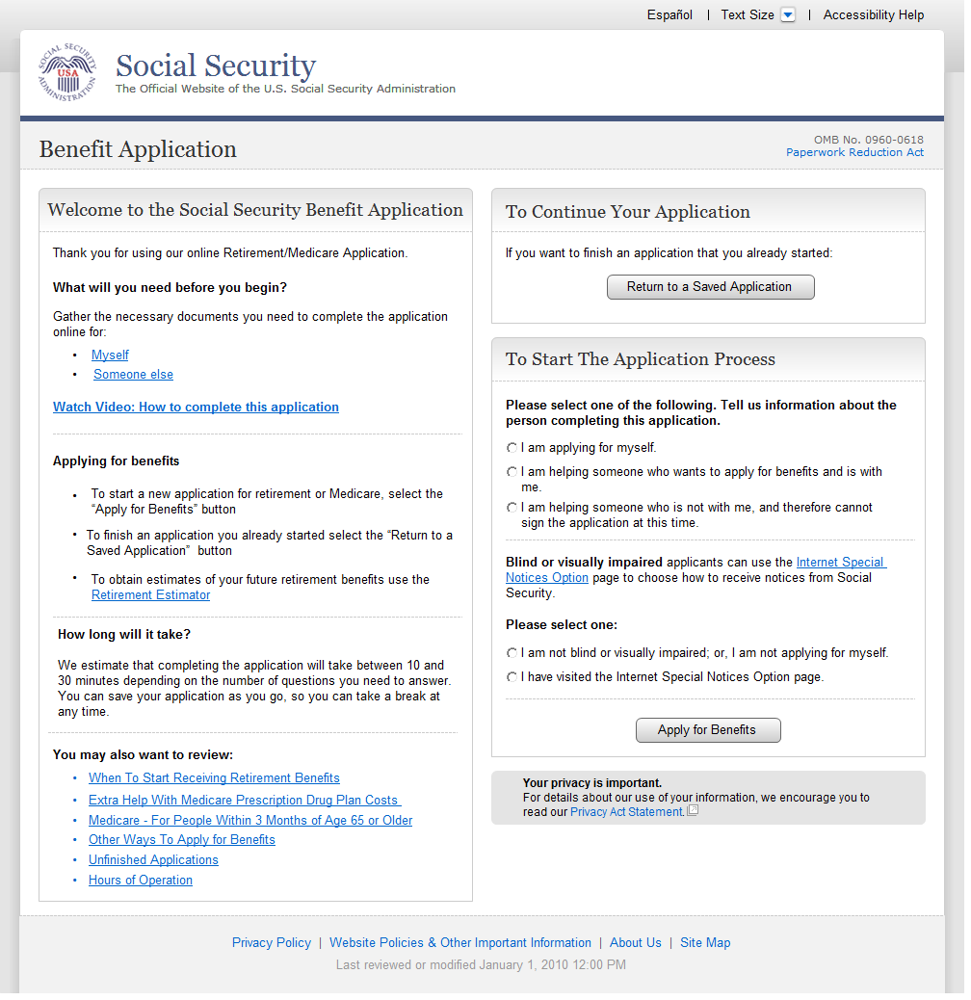 Español | Text Size | Accessibility Help
SOCIAL SECURITY ADMINISTRATION
USA
Social Security
The Official Website of the U.S. Social Security Administration
Benefit Application
OMB No. 0960-0618
Paperwork Reduction Act
Welcome to the Social Security Benefit Application
Thank you for using our online Retirement/Medicare Application.
What will you need before you begin?
Gather the necessary documents you need to complete the application
online for:
• Myself
• Someone else
Watch Video: How to complete this application
Applying for benefits
• To start a new application for retirement or Medicare, select the
“Apply for Benefits” button
• To finish an application you already started select the “Return to a
Saved Application” button
• To obtain estimates of your future retirement benefits use the
Retirement Estimator
How long will it take?
We estimate that completing the application will take between 10 and
30 minutes depending on the number of questions you need to answer.
You can save your application as you go, so you can take a break at
any time.
You may also want to review:
• When To Start Receiving Retirement Benefits
• Extra Help With Medicare Prescription Drug Plan Costs
• Medicare - For People Within 3 Months of Age 65 or Older
• Other Ways To Apply for Benefits
• Unfinished Applications
• Hours of Operation
To Continue Your Application
If you want to finish an application that you already started:
Return to a Saved Application
To Start The Application Process
Please select one of the following. Tell us information about the
person completing this application.
I am applying for myself.
I am helping someone who wants to apply for benefits and is with
me.
I am helping someone who is not with me, and therefore cannot
sign the application at this time.
Blind or visually impaired applicants can use the Internet Special
Notices Option page to choose how to receive notices from Social
Security.
Please select one:
I am not blind or visually impaired; or, I am not applying for myself.
I have visited the Internet Special Notices Option page.
Apply for Benefits
Your privacy is important.
For details about our use of your information, we encourage you to
read our Privacy Act Statement.
Privacy Policy | Website Policies & Other Important Information | About Us | Site Map
Last reviewed or modified January 1, 2010 12:00 PM